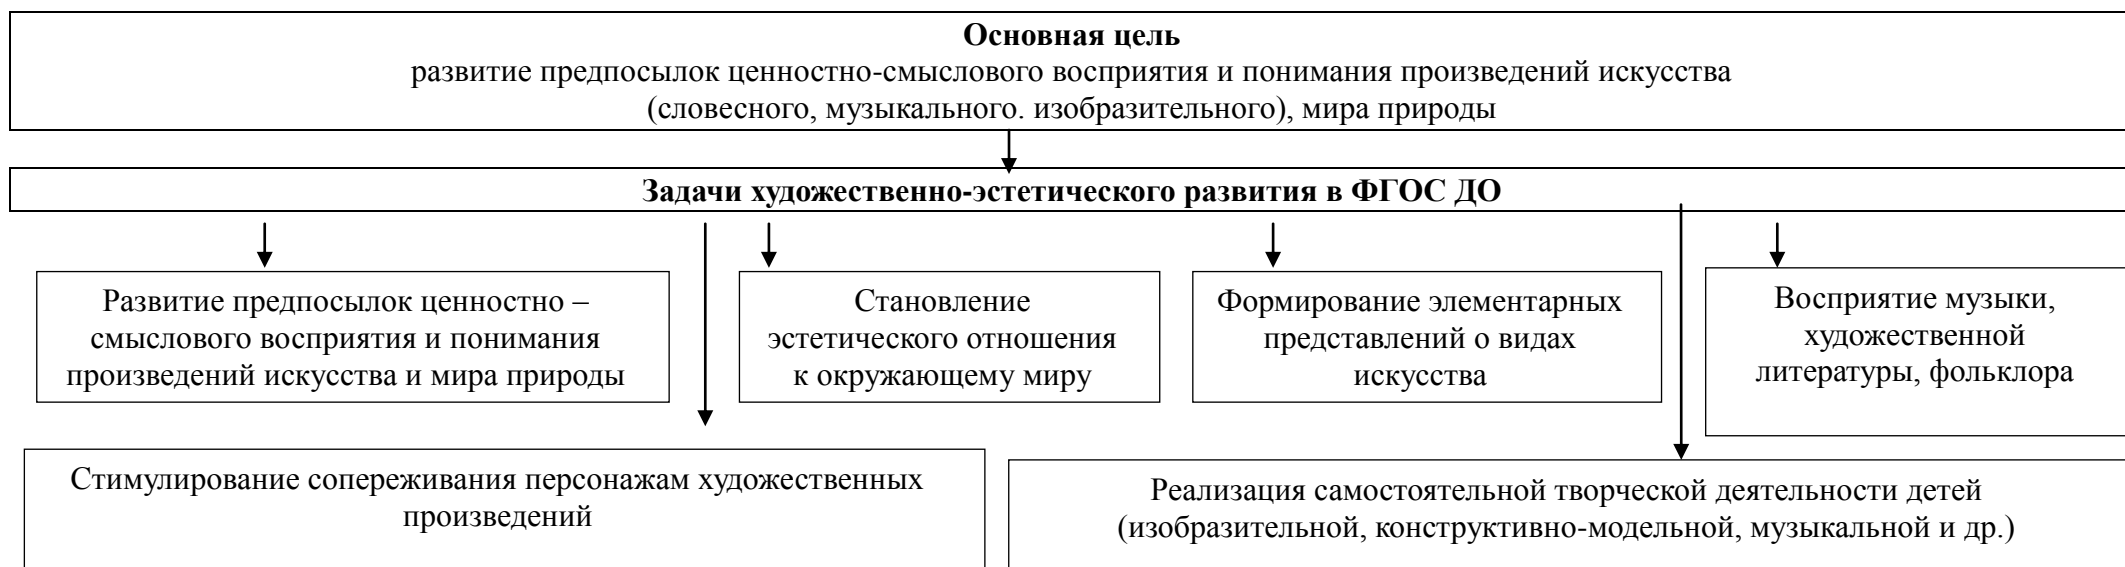 Основная цель
развитие предпосылок ценностно-смыслового восприятия и понимания произведений искусства
(словесного, музыкального. изобразительного), мира природы
Задачи художественно-эстетического развития в ФГОС ДО
Развитие предпосылок ценностно –
смыслового восприятия и понимания
произведений искусства и мира природы
Становление
эстетического отношения
к окружающему миру
Формирование элементарных
представлений о видах
искусства
Восприятие музыки,
художественной
литературы, фольклора
Стимулирование сопереживания персонажам художественных
произведений
Реализация самостоятельной творческой деятельности детей
(изобразительной, конструктивно-модельной, музыкальной и др.)